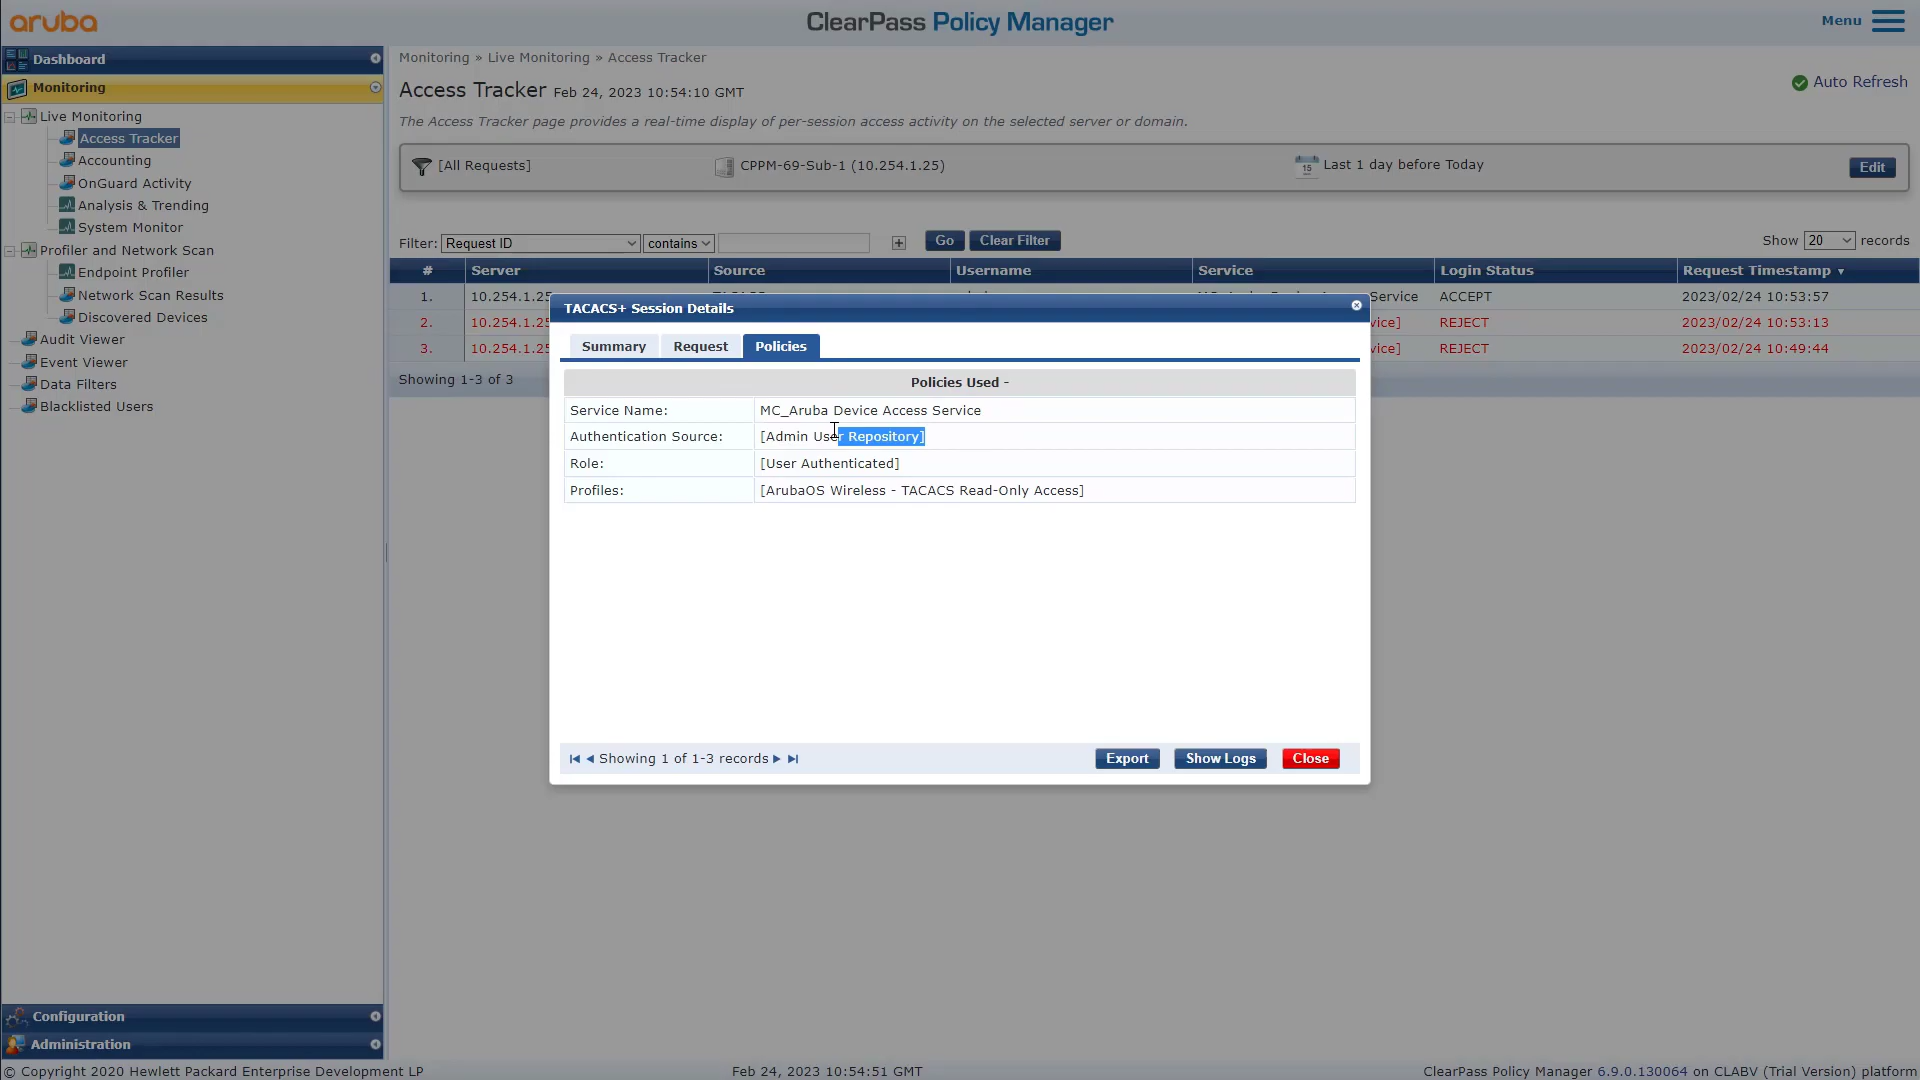 aruba
ClearPass Policy Manager
Menu
Dashboard
Monitoring
Live Monitoring
Access Tracker
Accounting
OnGuard Activity
Analysis & Trending
System Monitor
Profiler and Network Scan
Endpoint Profiler
Network Scan Results
Discovered Devices
Audit Viewer
Event Viewer
Data Filters
Blacklisted Users
Configuration
Administration
Monitoring » Live Monitoring » Access Tracker
Access Tracker Feb 24, 2023 10:54:10 GMT
Auto Refresh
The Access Tracker page provides a real-time display of per-session access activity on the selected server or domain.
[All Requests]
CPPM-69-Sub-1 (10.254.1.25)
15
Last 1 day before Today
Edit
Filter: Request ID contains Go Clear Filter
Show 20 records
# Server Source Username Service Login Status Request Timestamp ▼
1. 10.254.1.25 Service ACCEPT 2023/02/24 10:53:57
2. 10.254.1.25 vice] REJECT 2023/02/24 10:53:13
3. 10.254.1.25 vice] REJECT 2023/02/24 10:49:44
Showing 1-3 of 3
TACACS+ Session Details
Summary Request Policies
Policies Used -
Service Name: MC_Aruba Device Access Service
Authentication Source: [Admin User Repository]
Role: [User Authenticated]
Profiles: [ArubaOS Wireless - TACACS Read-Only Access]
Showing 1 of 1-3 records
Export Show Logs Close
© Copyright 2020 Hewlett Packard Enterprise Development LP
Feb 24, 2023 10:54:51 GMT
ClearPass Policy Manager 6.9.0.130064 on CLABV (Trial Version) platform